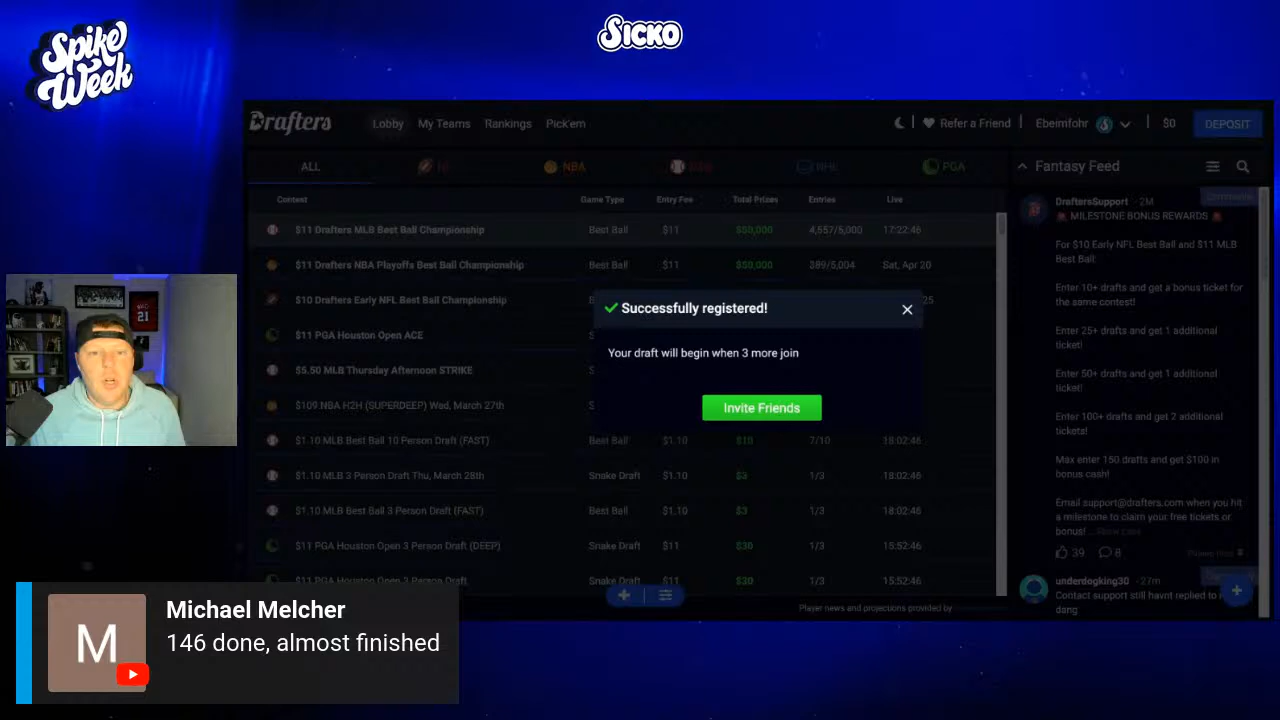 Spike
Week
SICKO
Drafters
Lobby
My Teams
Rankings
Pick'em
Refer a Friend
Ebeimfohr
$0
DEPOSIT
ALL
NBA
NHL
PGA
Fantasy Feed
Contest
Game Type
Entry Fee
Total Prizes
Entries
Live
$11 Drafters MLB Best Ball Championship
Best Ball
$11
$50,000
4,557/5,000
17:22:46
$11 Drafters NBA Playoffs Best Ball Championship
Best Ball
$11
$50,000
389/5,004
Sat, Apr 20
$10 Drafters Early NFL Best Ball Championship
$11 PGA Houston Open ACE
$5.50 MLB Thursday Afternoon STRIKE
$109 NBA H2H (SUPERDEEP) Wed, March 27th
$1.10 MLB Best Ball 10 Person Draft (FAST)
Best Ball
$1.10
$10
7/10
18:02:46
$1.10 MLB 3 Person Draft Thu, March 28th
Snake Draft
$1.10
$3
1/3
18:02:46
$1.10 MLB Best Ball 3 Person Draft (FAST)
Best Ball
$1.10
$3
1/3
18:02:46
$11 PGA Houston Open 3 Person Draft (DEEP)
Snake Draft
$11
$30
1/3
15:52:46
$11 PGA Houston Open 3 Person Draft
Snake Draft
$11
$30
1/3
15:52:46
Successfully registered!
Your draft will begin when 3 more join
Invite Friends
DraftersSupport · 2M
MILESTONE BONUS REWARDS
For $10 Early NFL Best Ball and $11 MLB
Best Ball:
Enter 10+ drafts and get a bonus ticket for
the same contest!
Enter 25+ drafts and get 1 additional
ticket!
Enter 50+ drafts and get 1 additional
ticket!
Enter 100+ drafts and get 2 additional
tickets!
Max enter 150 drafts and get $100 in
bonus cash!
Email support@drafters.com when you hit
a milestone to claim your free tickets or
bonus!
39
8
underdogking30 · 27m
Contact support still havnt replied to
dang
Player news and projections provided by
21
M
Michael Melcher
146 done, almost finished